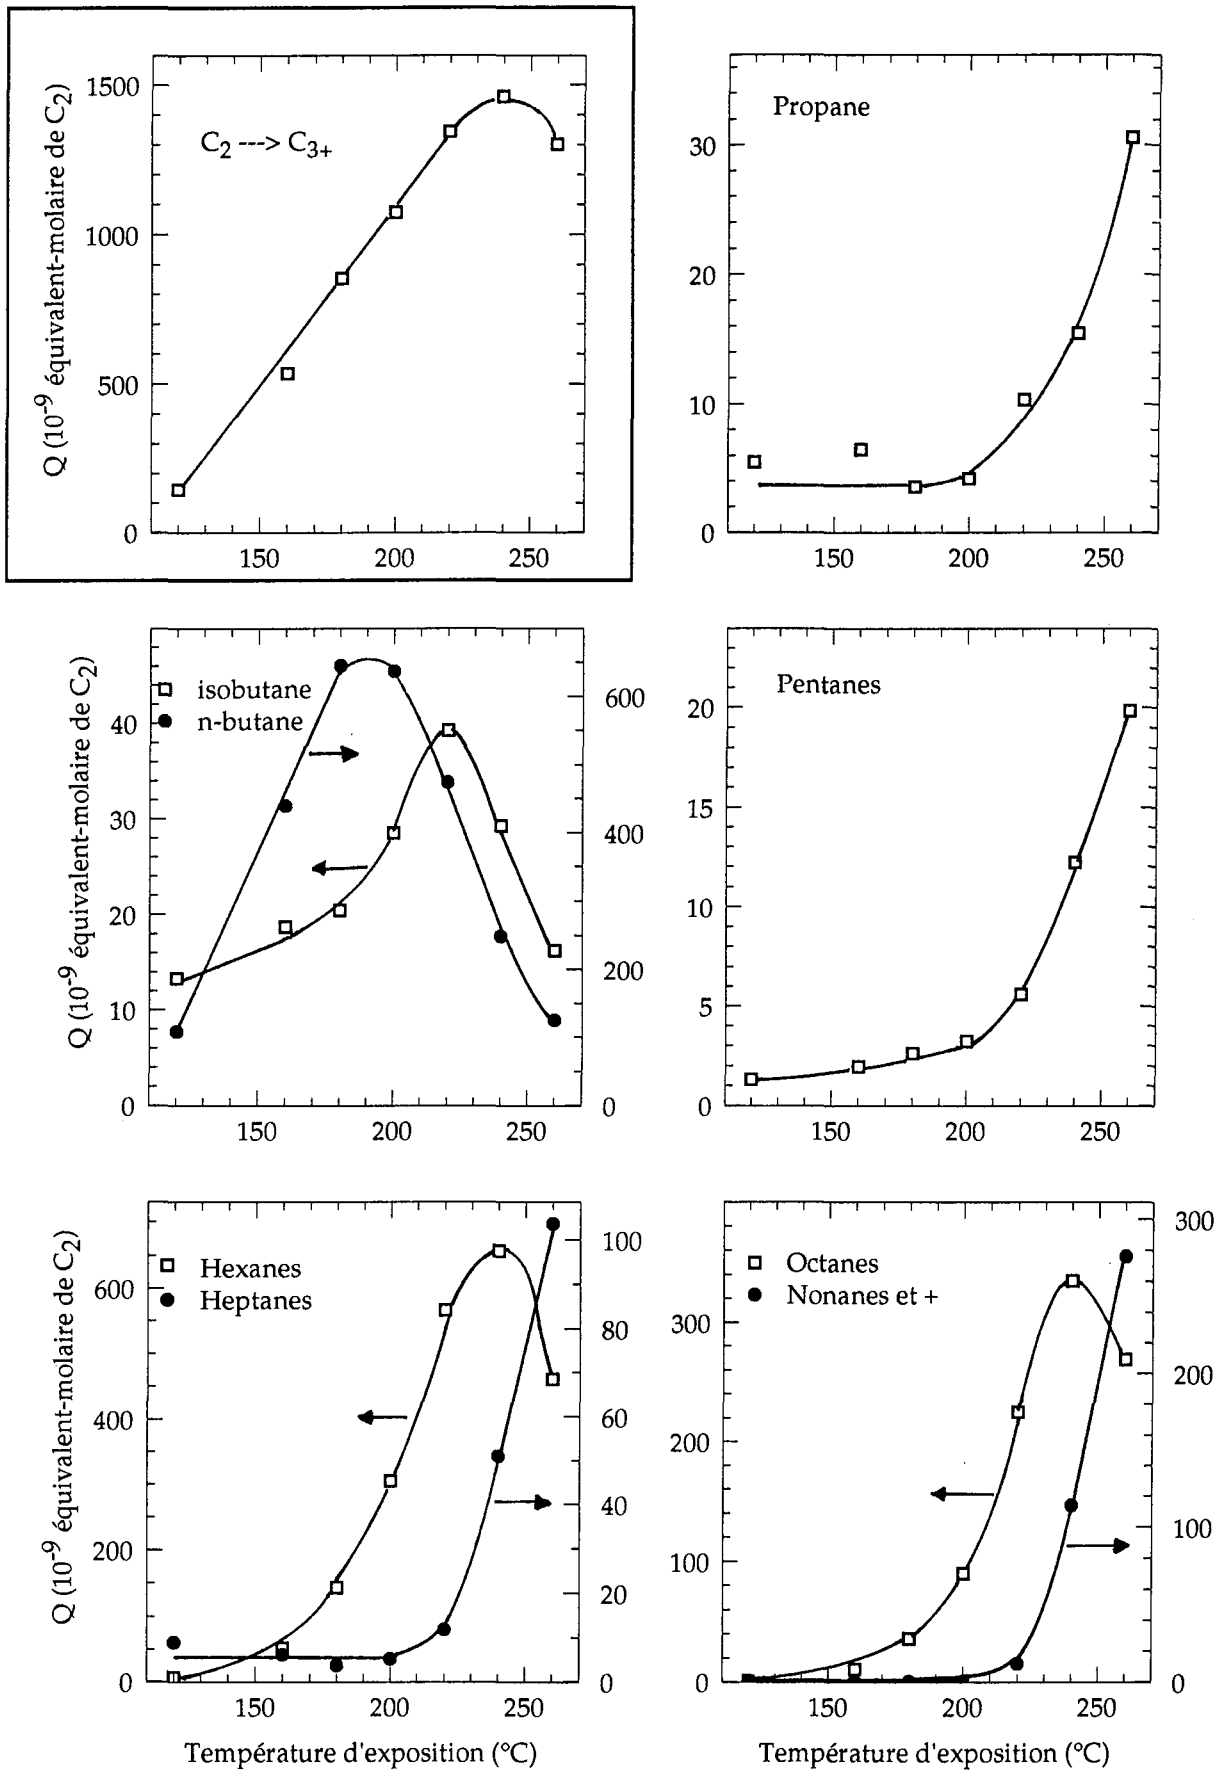 Q (10⁻⁹ équivalent-molaire de C₂)
1500
1000
500
0
C₂ ---> C₃₊
150 200 250
Propane
30
20
10
0
150 200 250
Q (10⁻⁹ équivalent-molaire de C₂)
isobutane
n-butane
40
30
20
10
0
600
400
200
0
150 200 250
Pentanes
20
15
10
5
0
150 200 250
Q (10⁻⁹ équivalent-molaire de C₂)
Hexanes
Heptanes
600
400
200
0
100
80
60
40
20
0
150 200 250
Température d'exposition (°C)
Octanes
Nonanes et +
300
200
100
0
300
200
100
0
150 200 250
Température d'exposition (°C)